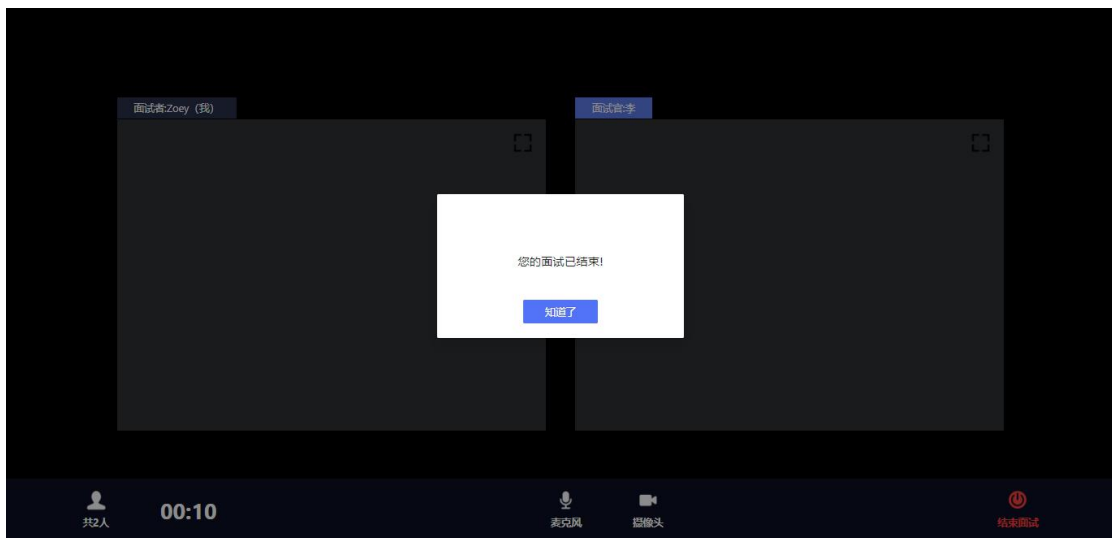 面试者:Zoey（我）
面试官:李
您的面试已结束!
知道了
共2人
00:10
麦克风
摄像头
结束面试